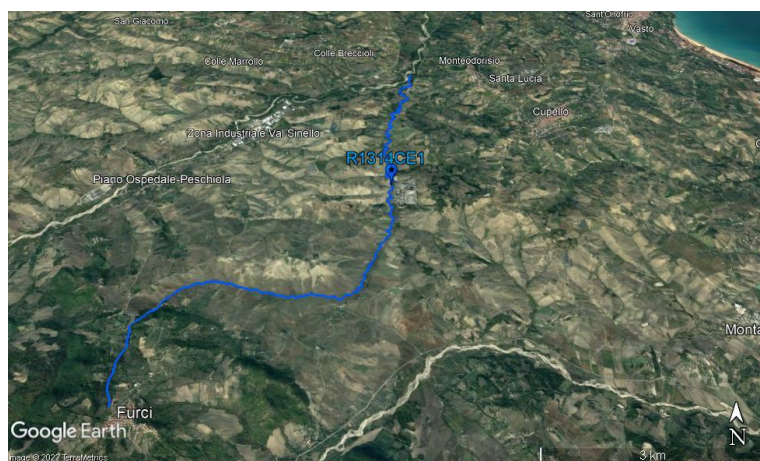 San Giacomo
Sant'Onofrio
Vasto
Colle Breccioli
Colle Marrollo
Monteodorisio
Santa Lucia
Cupello
Zona Industriale Val Sinello
R1314CE1
Piano Ospedale-Peschiola
Monta
Furci
Google Earth
N
Image © 2022 TerraMetrics
3 km